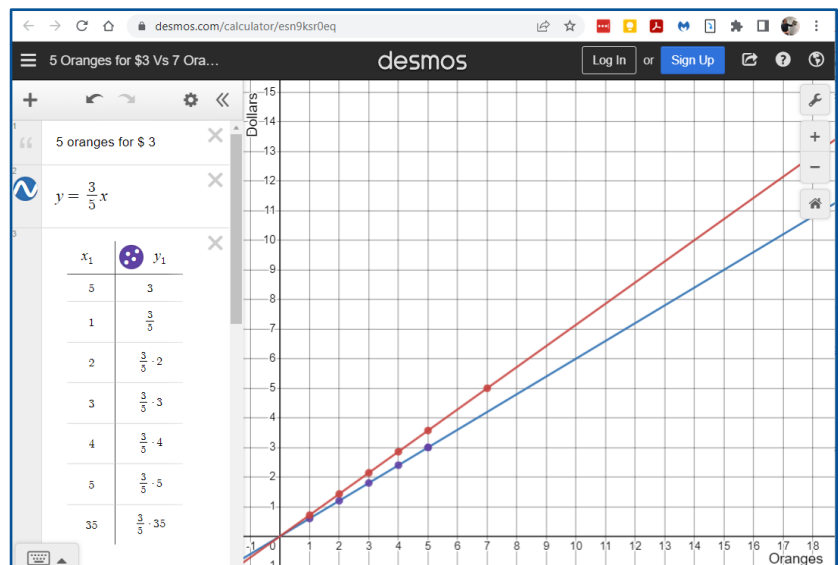 desmos.com/calculator/esn9ksr0eq
5 Oranges for $3 Vs 7 Ora...
desmos
Log In or Sign Up
1
5 oranges for $ 3
2
y = 3/5 x
3
x₁ y₁
5 3
1 3/5
2 3/5 · 2
3 3/5 · 3
4 3/5 · 4
5 3/5 · 5
35 3/5 · 35
Dollars
15
14
13
12
11
10
9
8
7
6
5
4
3
2
1
-1 0 1 2 3 4 5 6 7 8 9 10 11 12 13 14 15 16 17 18
Oranges